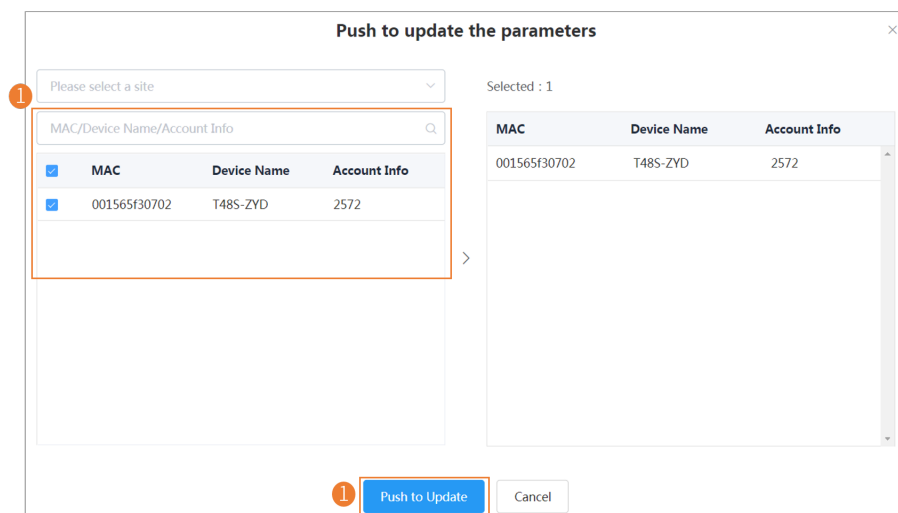 Push to update the parameters
Please select a site
Selected : 1
1
MAC/Device Name/Account Info
MAC Device Name Account Info
001565f30702 T48S-ZYD 2572
MAC Device Name Account Info
001565f30702 T48S-ZYD 2572
1
Push to Update
Cancel